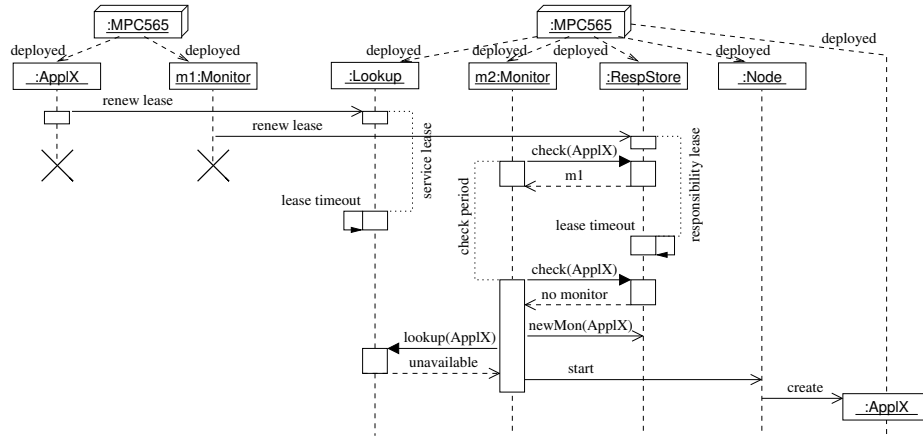 :MPC565
:MPC565
deployed
deployed
deployed
deployed
deployed
deployed
deployed
:ApplX
m1:Monitor
:Lookup
m2:Monitor
:RespStore
:Node
renew lease
renew lease
service lease
responsibility lease
check(ApplX)
m1
check period
lease timeout
lease timeout
check(ApplX)
no monitor
newMon(ApplX)
lookup(ApplX)
unavailable
start
create
:ApplX